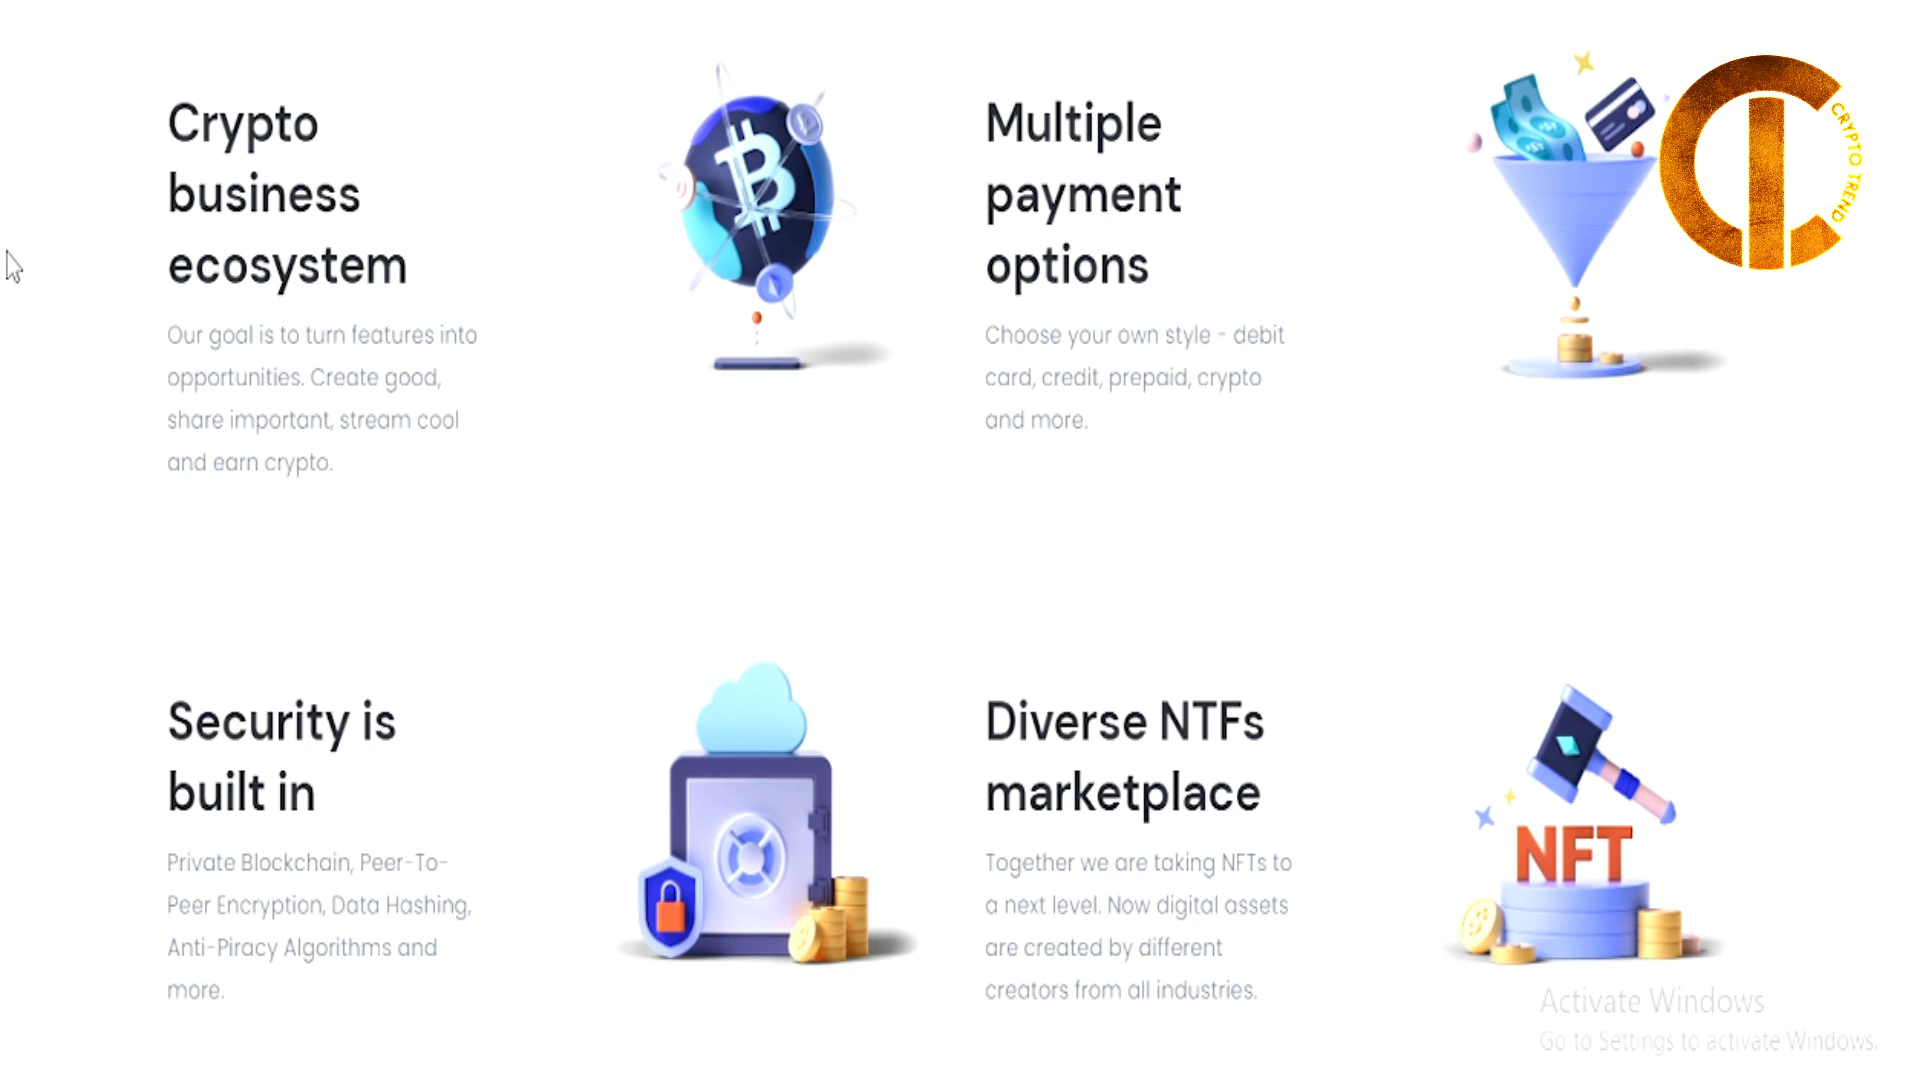 Crypto
business
ecosystem
Our goal is to turn features into
opportunities. Create good,
share important, stream cool
and earn crypto.
Multiple
payment
options
Choose your own style - debit
card, credit, prepaid, crypto
and more.
CRYPTO TREND
Security is
built in
Private Blockchain, Peer-To-
Peer Encryption, Data Hashing,
Anti-Piracy Algorithms and
more.
Diverse NTFs
marketplace
Together we are taking NFTs to
a next level. Now digital assets
are created by different
creators from all industries.
NFT
Activate Windows
Go to Settings to activate Windows.